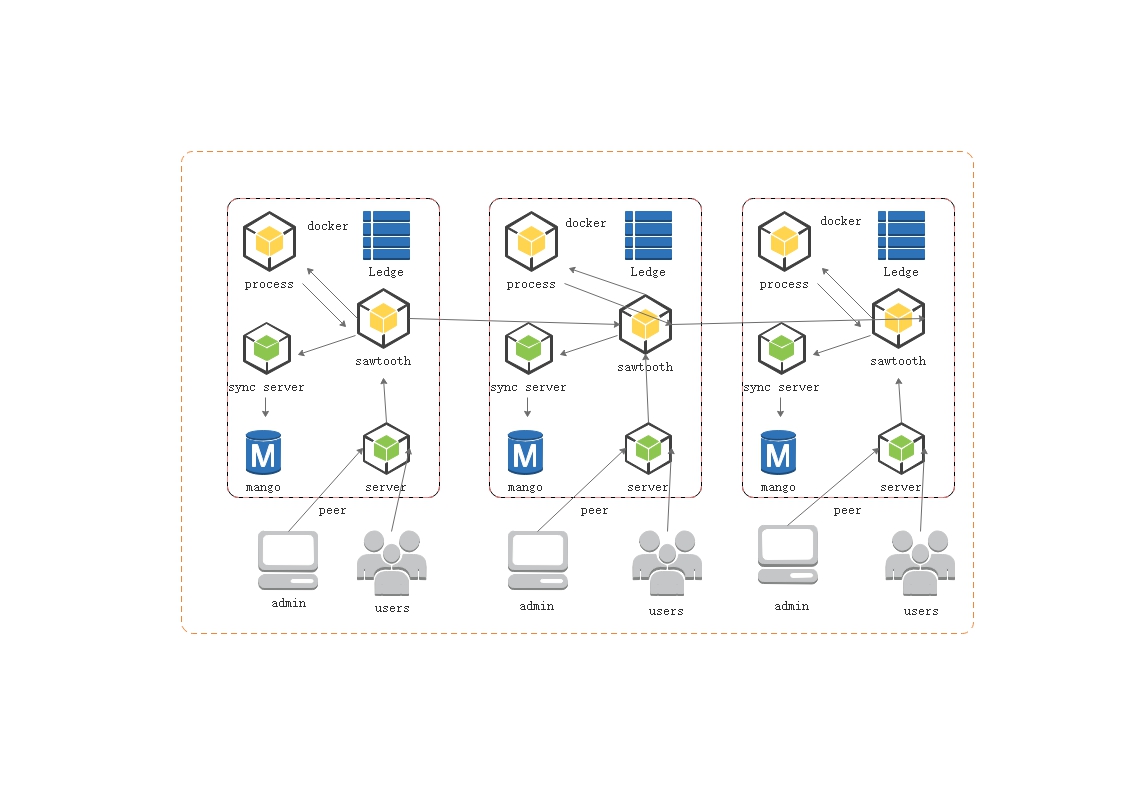 docker
Ledge
process
sawtooth
sync server
M
mango
server
peer
admin
users
docker
Ledge
process
sawtooth
sync server
M
mango
server
peer
admin
users
docker
Ledge
process
sawtooth
sync server
M
mango
server
peer
admin
users